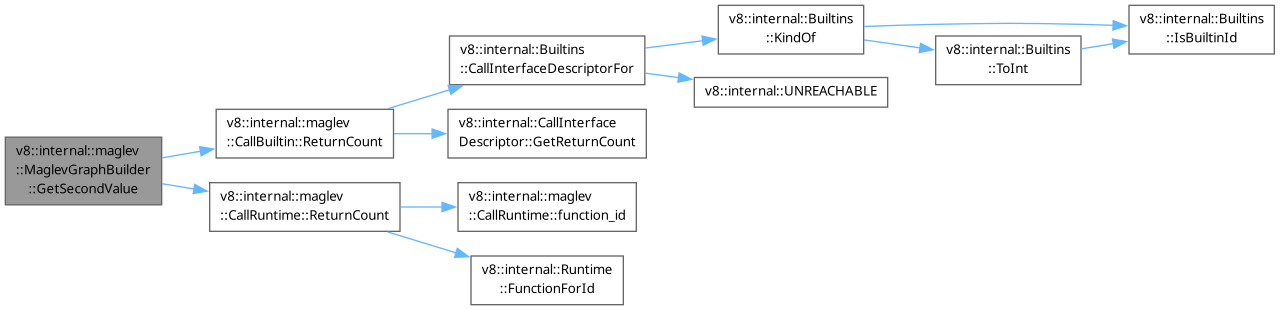 v8::internal::maglev
::MaglevGraphBuilder
::GetSecondValue
v8::internal::maglev
::CallBuiltin::ReturnCount
v8::internal::Builtins
::CallInterfaceDescriptorFor
v8::internal::Builtins
::KindOf
v8::internal::Builtins
::IsBuiltinId
v8::internal::Builtins
::ToInt
v8::internal::UNREACHABLE
v8::internal::CallInterface
Descriptor::GetReturnCount
v8::internal::maglev
::CallRuntime::ReturnCount
v8::internal::maglev
::CallRuntime::function_id
v8::internal::Runtime
::FunctionForId